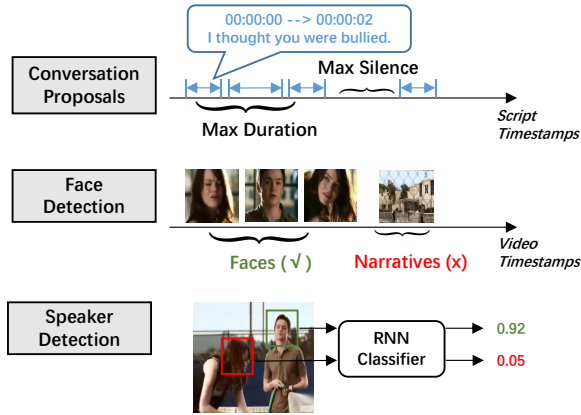 00:00:00 --> 00:00:02
I thought you were bullied.
Conversation
Proposals
Max Silence
Max Duration
Script
Timestamps
Face
Detection
Faces (√)
Narratives (x)
Video
Timestamps
Speaker
Detection
RNN
Classifier
0.92
0.05